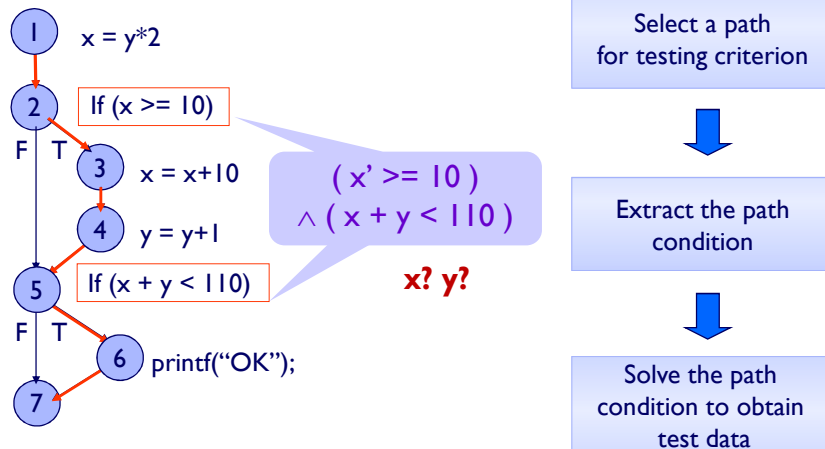 1
x = y*2
2
If (x >= 10)
F T
3
x = x+10
4
y = y+1
5
If (x + y < 110)
F T
6
printf(“OK”);
7
( x’ >= 10 )
∧ ( x + y < 110 )
x? y?
Select a path
for testing criterion
Extract the path
condition
Solve the path
condition to obtain
test data